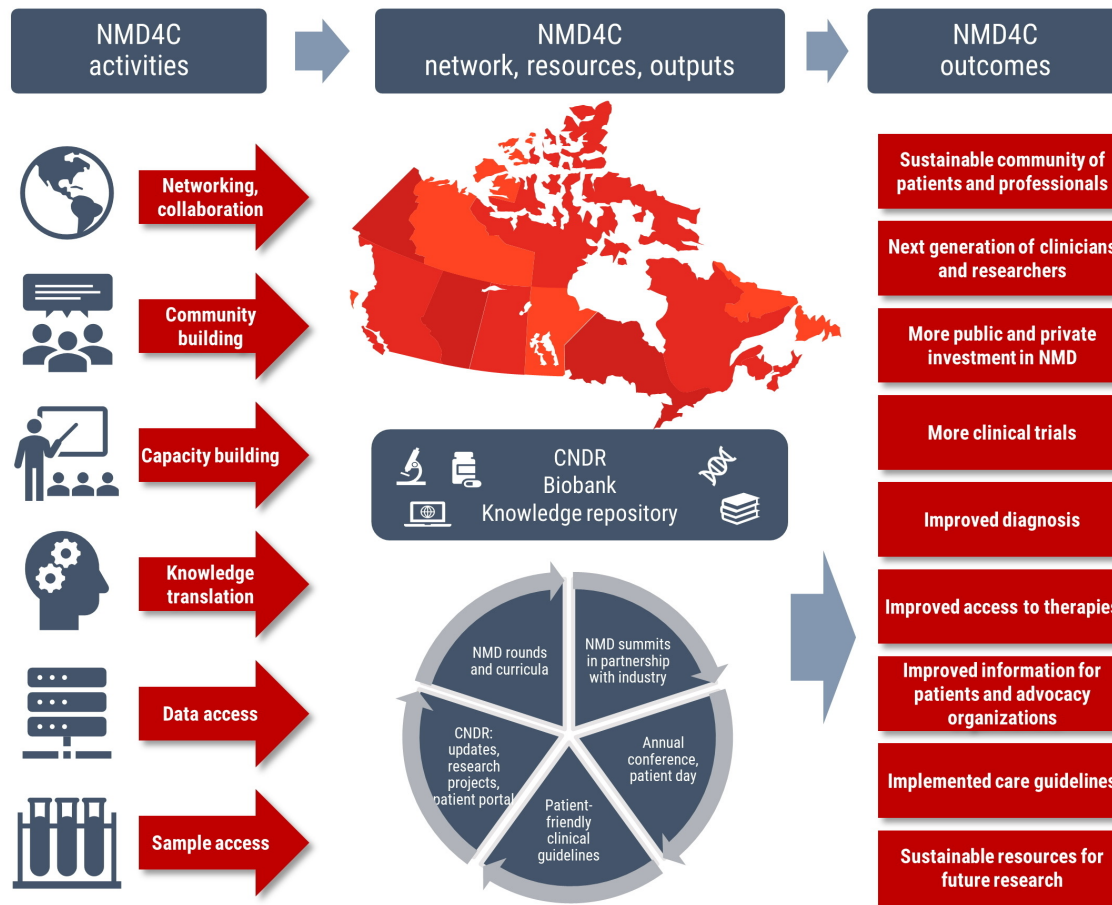 NMD4C
activities
NMD4C
network, resources, outputs
NMD4C
outcomes
Networking,
collaboration
Community
building
Capacity building
Knowledge
translation
Data access
Sample access
CNDR
Biobank
Knowledge repository
NMD rounds
and curricula
NMD summits
in partnership
with industry
Annual
conference,
patient day
Patient-
friendly
clinical
guidelines
CNDR:
updates,
research
projects,
patient portal
Sustainable community of
patients and professionals
Next generation of clinicians
and researchers
More public and private
investment in NMD
More clinical trials
Improved diagnosis
Improved access to therapies
Improved information for
patients and advocacy
organizations
Implemented care guidelines
Sustainable resources for
future research